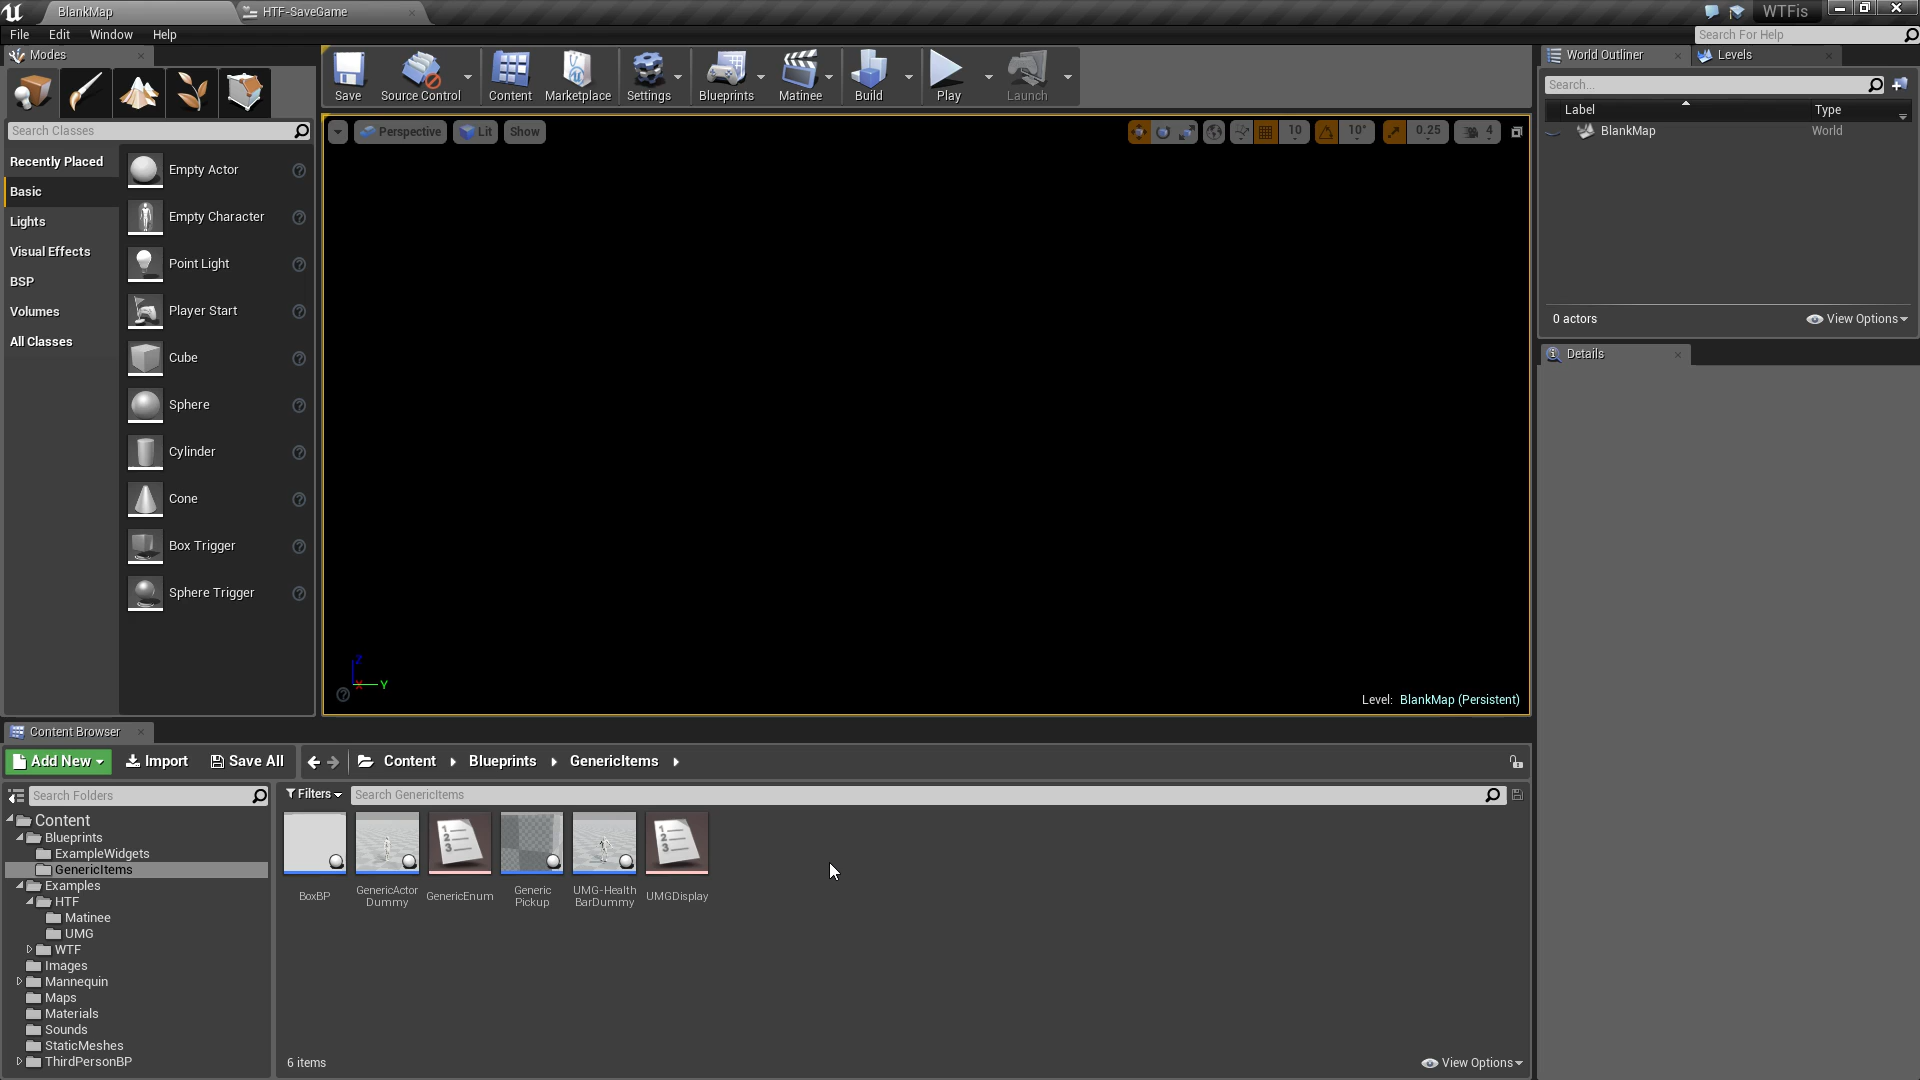 BlankMap
HTF-SaveGame
WTFis
File Edit Window Help
Search For Help
Modes
Search Classes
Recently Placed
Basic
Lights
Visual Effects
BSP
Volumes
All Classes
Empty Actor
Empty Character
Point Light
Player Start
Cube
Sphere
Cylinder
Cone
Box Trigger
Sphere Trigger
Save
Source Control
Content
Marketplace
Settings
Blueprints
Matinee
Build
Play
Launch
Perspective Lit Show
10 10° 0.25 4
Z
X Y
Level: BlankMap (Persistent)
World Outliner
Levels
Search...
Label Type
BlankMap World
0 actors
View Options
Details
Content Browser
Add New Import Save All
Content Blueprints GenericItems
Search Folders
Filters
Search GenericItems
Content
Blueprints
ExampleWidgets
GenericItems
Examples
HTF
Matinee
UMG
WTF
Images
Mannequin
Maps
Materials
Sounds
StaticMeshes
ThirdPersonBP
BoxBP
GenericActor
Dummy
GenericEnum
Generic
Pickup
UMG-Health
BarDummy
UMGDisplay
6 items
View Options